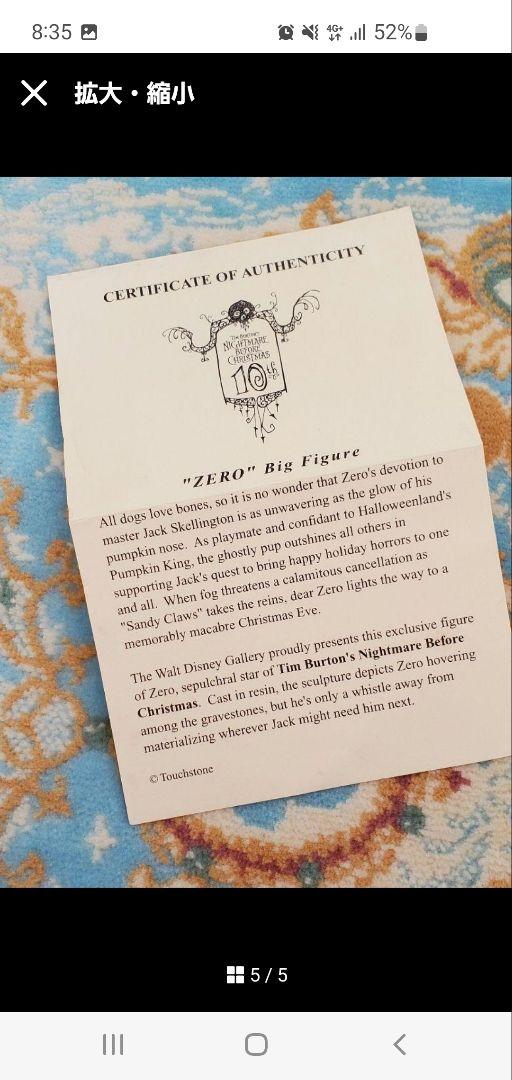 8:35
4G+
52%
拡大・縮小
CERTIFICATE OF AUTHENTICITY
Tim Burton's
NIGHTMARE
BEFORE
CHRISTMAS
10th
"ZERO" Big Figure
All dogs love bones, so it is no wonder that Zero's devotion to
master Jack Skellington is as unwavering as the glow of his
pumpkin nose. As playmate and confidant to Halloweenland's
Pumpkin King, the ghostly pup outshines all others in
supporting Jack's quest to bring happy holiday horrors to one
and all. When fog threatens a calamitous cancellation as
"Sandy Claws" takes the reins, dear Zero lights the way to a
memorably macabre Christmas Eve.
The Walt Disney Gallery proudly presents this exclusive figure
of Zero, sepulchral star of Tim Burton's Nightmare Before
Christmas. Cast in resin, the sculpture depicts Zero hovering
among the gravestones, but he's only a whistle away from
materializing wherever Jack might need him next.
© Touchstone
5 / 5